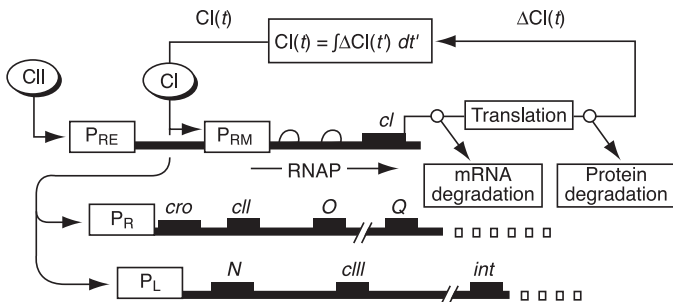 CI(t)
ΔCI(t)
CI(t) = ∫ΔCI(t') dt'
CII
CI
cI
Translation
P_RE
P_RM
RNAP
mRNA
degradation
Protein
degradation
P_R
cro
cII
O
Q
P_L
N
cIII
int